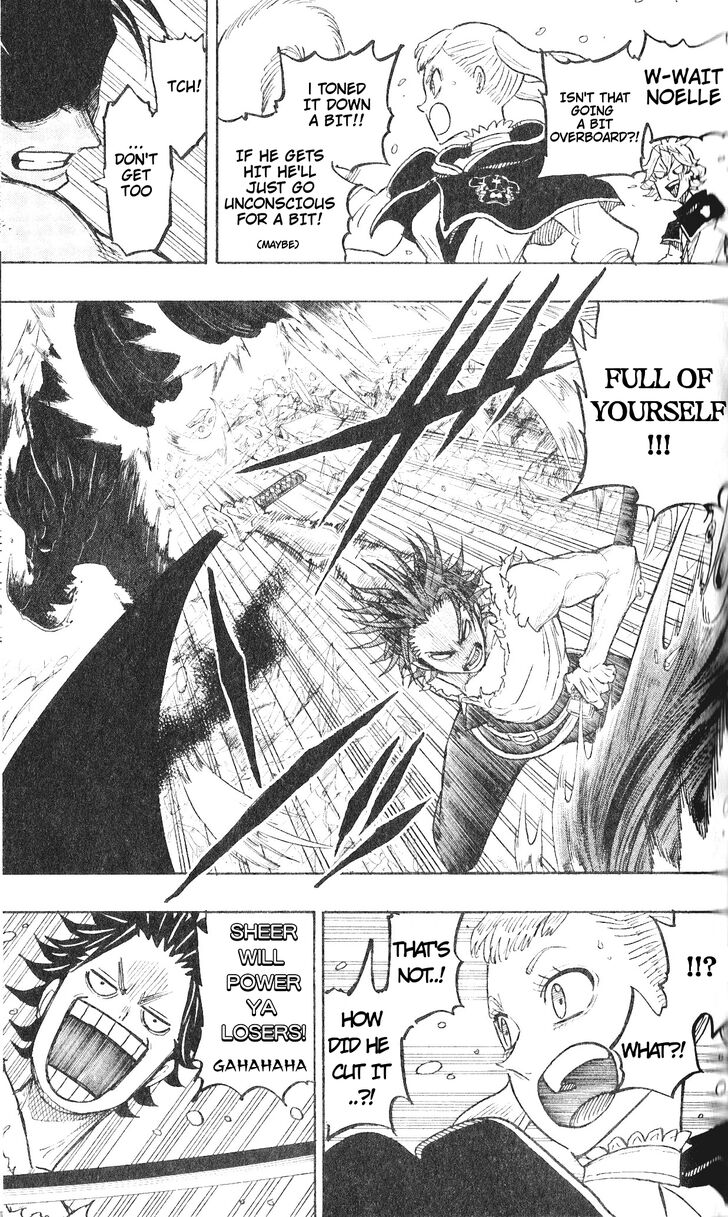 W-WAIT
NOELLE
ISN'T THAT
GOING
A BIT
OVERBOARD?!
I TONED
IT DOWN
A BIT!!
IF HE GETS
HIT HE'LL
JUST GO
UNCONSCIOUS
FOR A BIT!
(MAYBE)
TCH!
...
DON'T
GET
TOO
FULL OF
YOURSELF
!!!
!!?
WHAT?!
THAT'S
NOT..!
HOW
DID HE
CUT IT
..?!
SHEER
WILL
POWER
YA
LOSERS!
GAHAHAHA